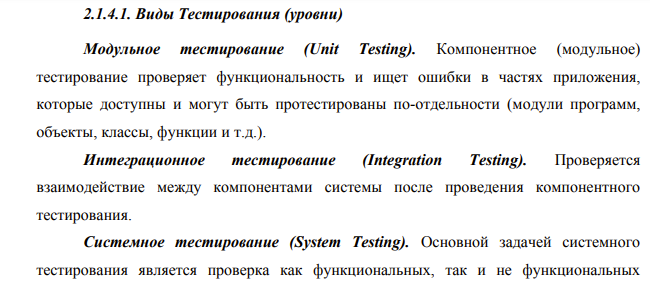 2.1.4.1. Виды Тестирования (уровни)
Модульное тестирование (Unit Testing). Компонентное (модульное)
тестирование проверяет функциональность и ищет ошибки в частях приложения,
которые доступны и могут быть протестированы по-отдельности (модули программ,
объекты, классы, функции и т.д.).
Интеграционное тестирование (Integration Testing). Проверяется
взаимодействие между компонентами системы после проведения компонентного
тестирования.
Системное тестирование (System Testing). Основной задачей системного
тестирования является проверка как функциональных, так и не функциональных